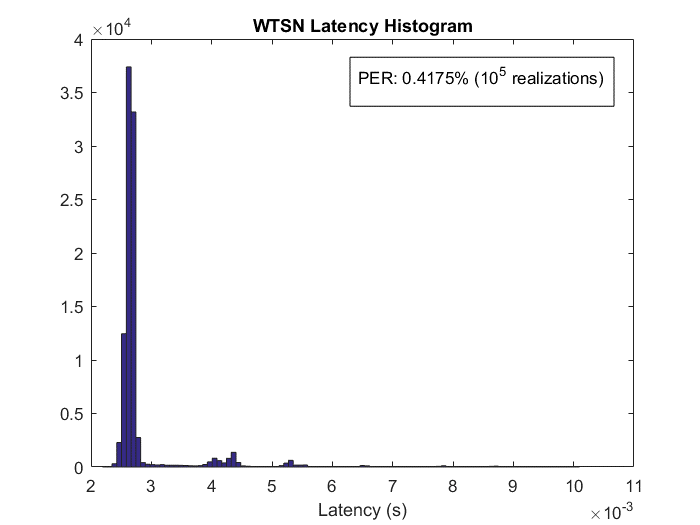 WTSN Latency Histogram
×10^4
PER: 0.4175% (10^5 realizations)
4
3.5
3
2.5
2
1.5
1
0.5
0
2 3 4 5 6 7 8 9 10 11
Latency (s)
×10^-3